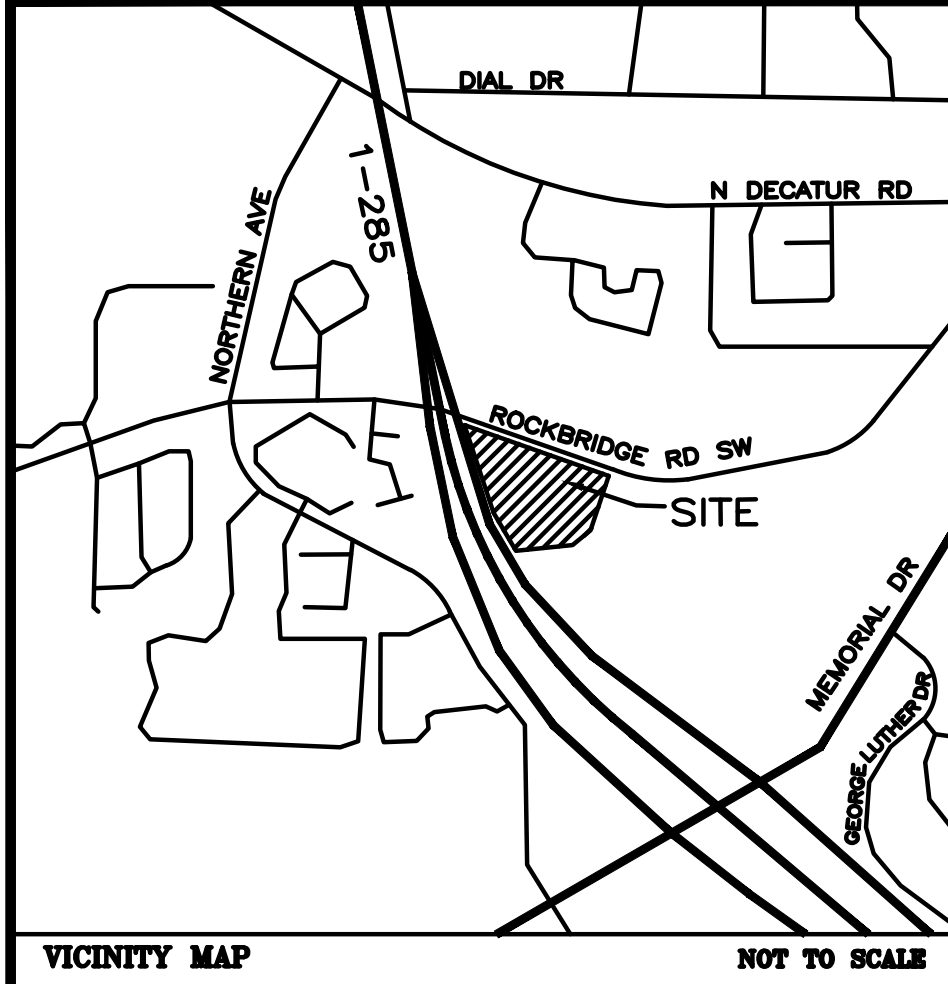 DIAL DR
1-285
N DECATUR RD
NORTHERN AVE
ROCKBRIDGE RD SW
SITE
MEMORIAL DR
GEORGE LUTHER DR
VICINITY MAP
NOT TO SCALE